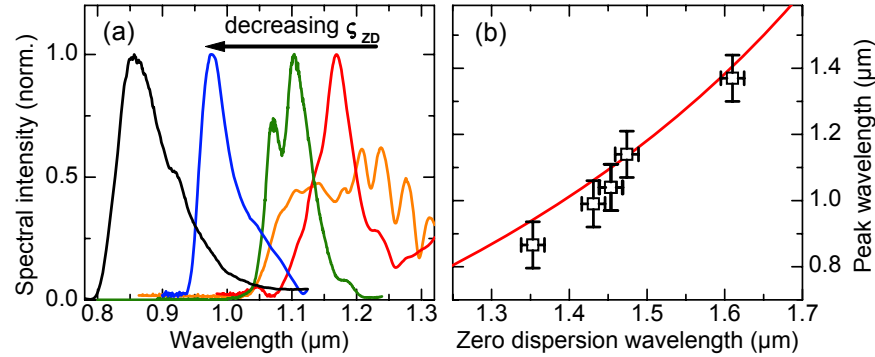 (a)
decreasing ς ZD
Spectral intensity (norm.)
1.0
0.5
0.0
0.8 0.9 1.0 1.1 1.2 1.3
Wavelength (μm)
(b)
1.4
1.2
1.0
0.8
Peak wavelength (μm)
1.3 1.4 1.5 1.6 1.7
Zero dispersion wavelength (μm)